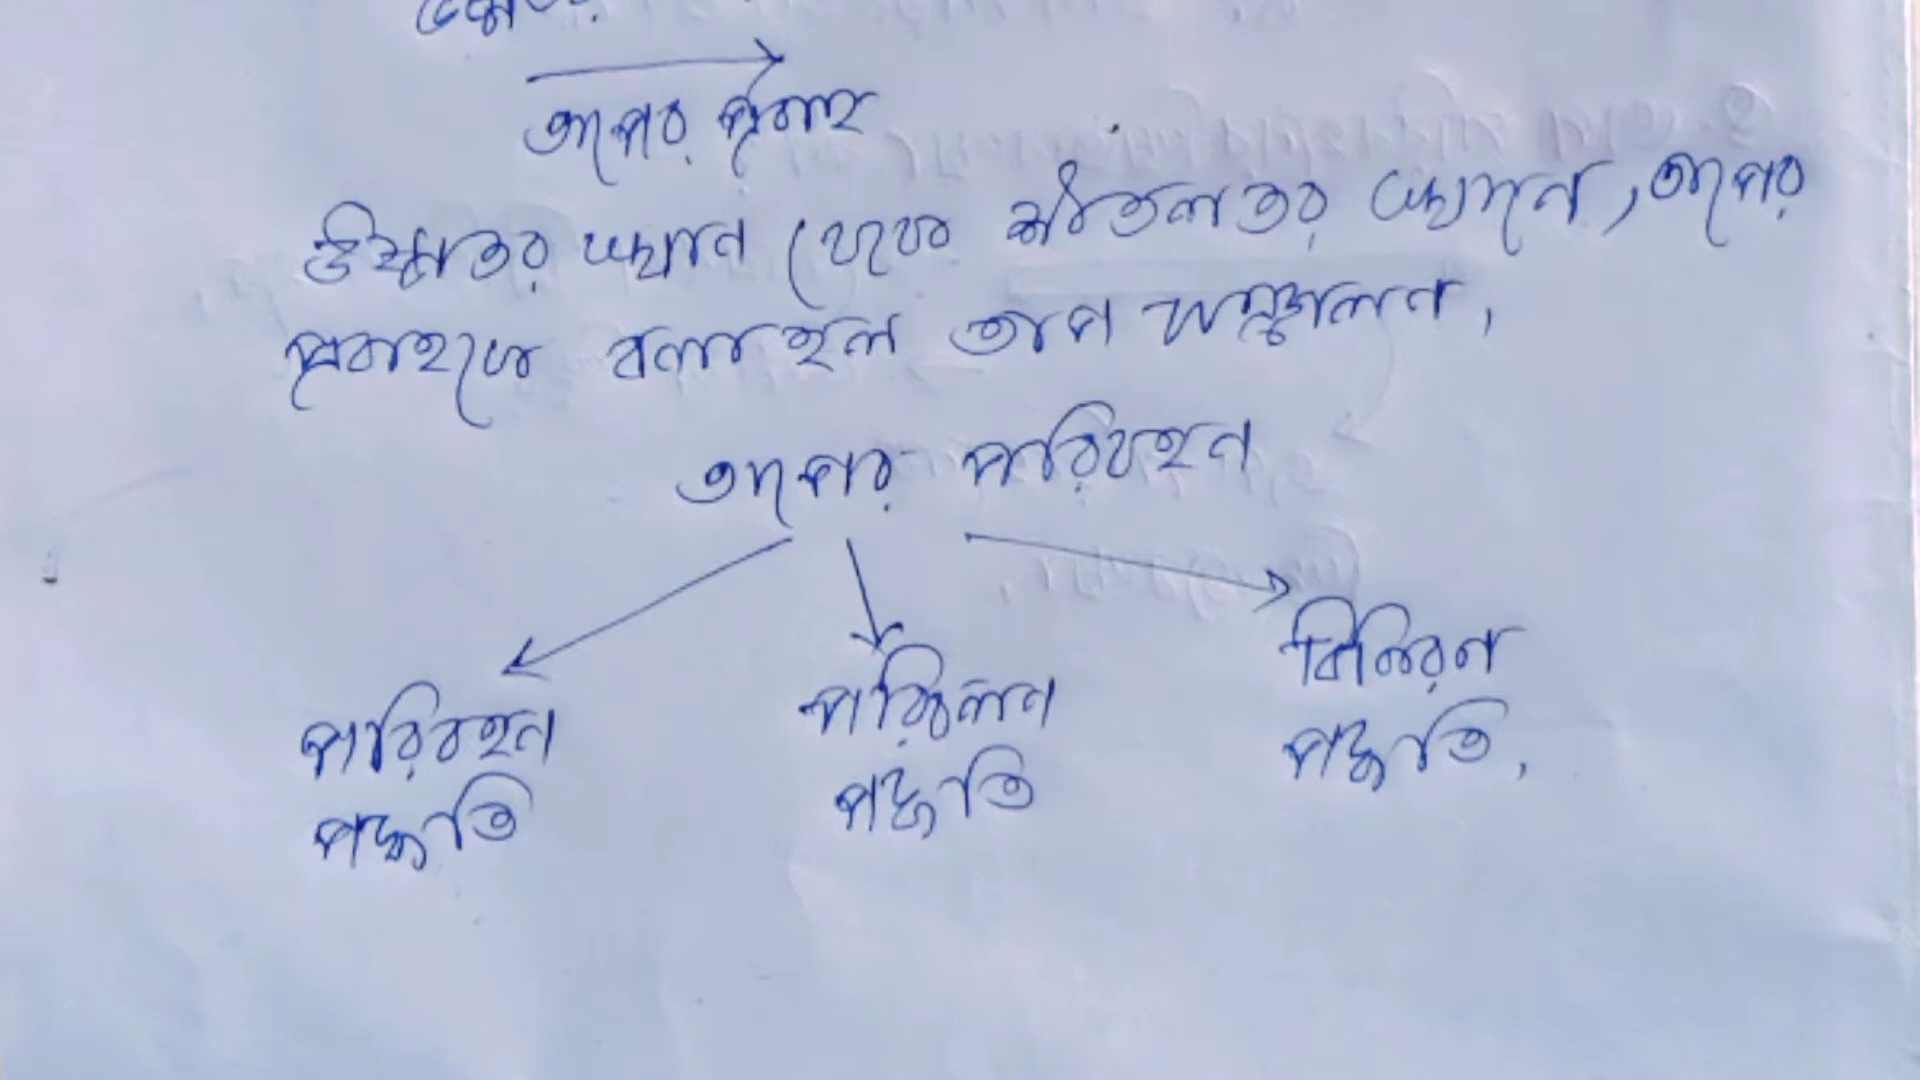 তাপের প্রবাহ
উষ্ণতর স্থান থেকে শীতলতর স্থানে, তাপের
প্রবাহকে বলা হল তাপ সঞ্চালন,
তাপের পরিবহন
পরিবহন
পদ্ধতি
পরিচলন
পদ্ধতি
বিকিরন
পদ্ধতি,